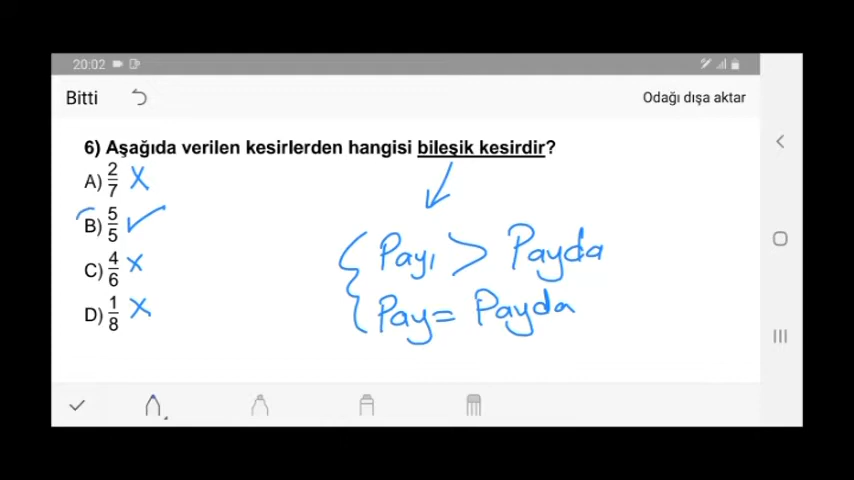 20:02
Bitti
Odağı dışa aktar
6) Aşağıda verilen kesirlerden hangisi bileşik kesirdir?
A) 2/7 X
B) 5/5 ✓
C) 4/6 X
D) 1/8 X
{ Payı > Payda
{ Pay = Payda